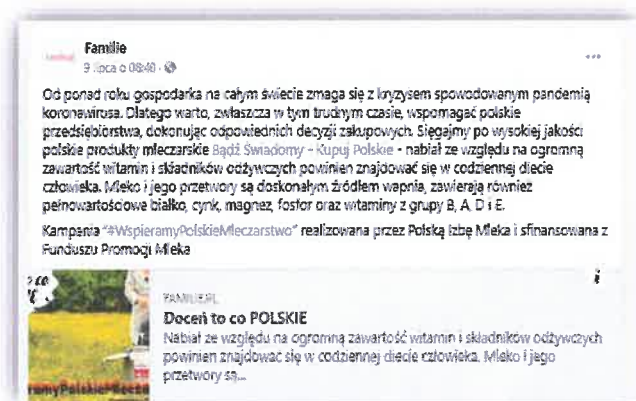 Familie
9 lipca o 08:40 ·
Od ponad roku gospodarka na całym świecie zmaga się z kryzysem spowodowanym pandemią
koronawirusa. Dlatego warto, zwłaszcza w tym trudnym czasie, wspomagać polskie
przedsiębiorstwa, dokonując odpowiednich decyzji zakupowych. Sięgajmy po wysokiej jakości
polskie produkty mleczarskie Bądź Świadomy - Kupuj Polskie - nabiał ze względu na ogromną
zawartość witamin i składników odżywczych powinien znajdować się w codziennej diecie
człowieka. Mleko i jego przetwory są doskonałym źródłem wapnia, zawierają również
pełnowartościowe białko, cynk, magnez, fosfor oraz witaminy z grupy B, A, D i E.
Kampania "#WspieramyPolskieMleczarstwo" realizowana przez Polską Izbę Mleka i sfinansowana z
Funduszu Promocji Mleka
FAMILIE.PL
Doceń to co POLSKIE
Nabiał ze względu na ogromną zawartość witamin i składników odżywczych
powinien znajdować się w codziennej diecie człowieka. Mleko i jego
przetwory są...